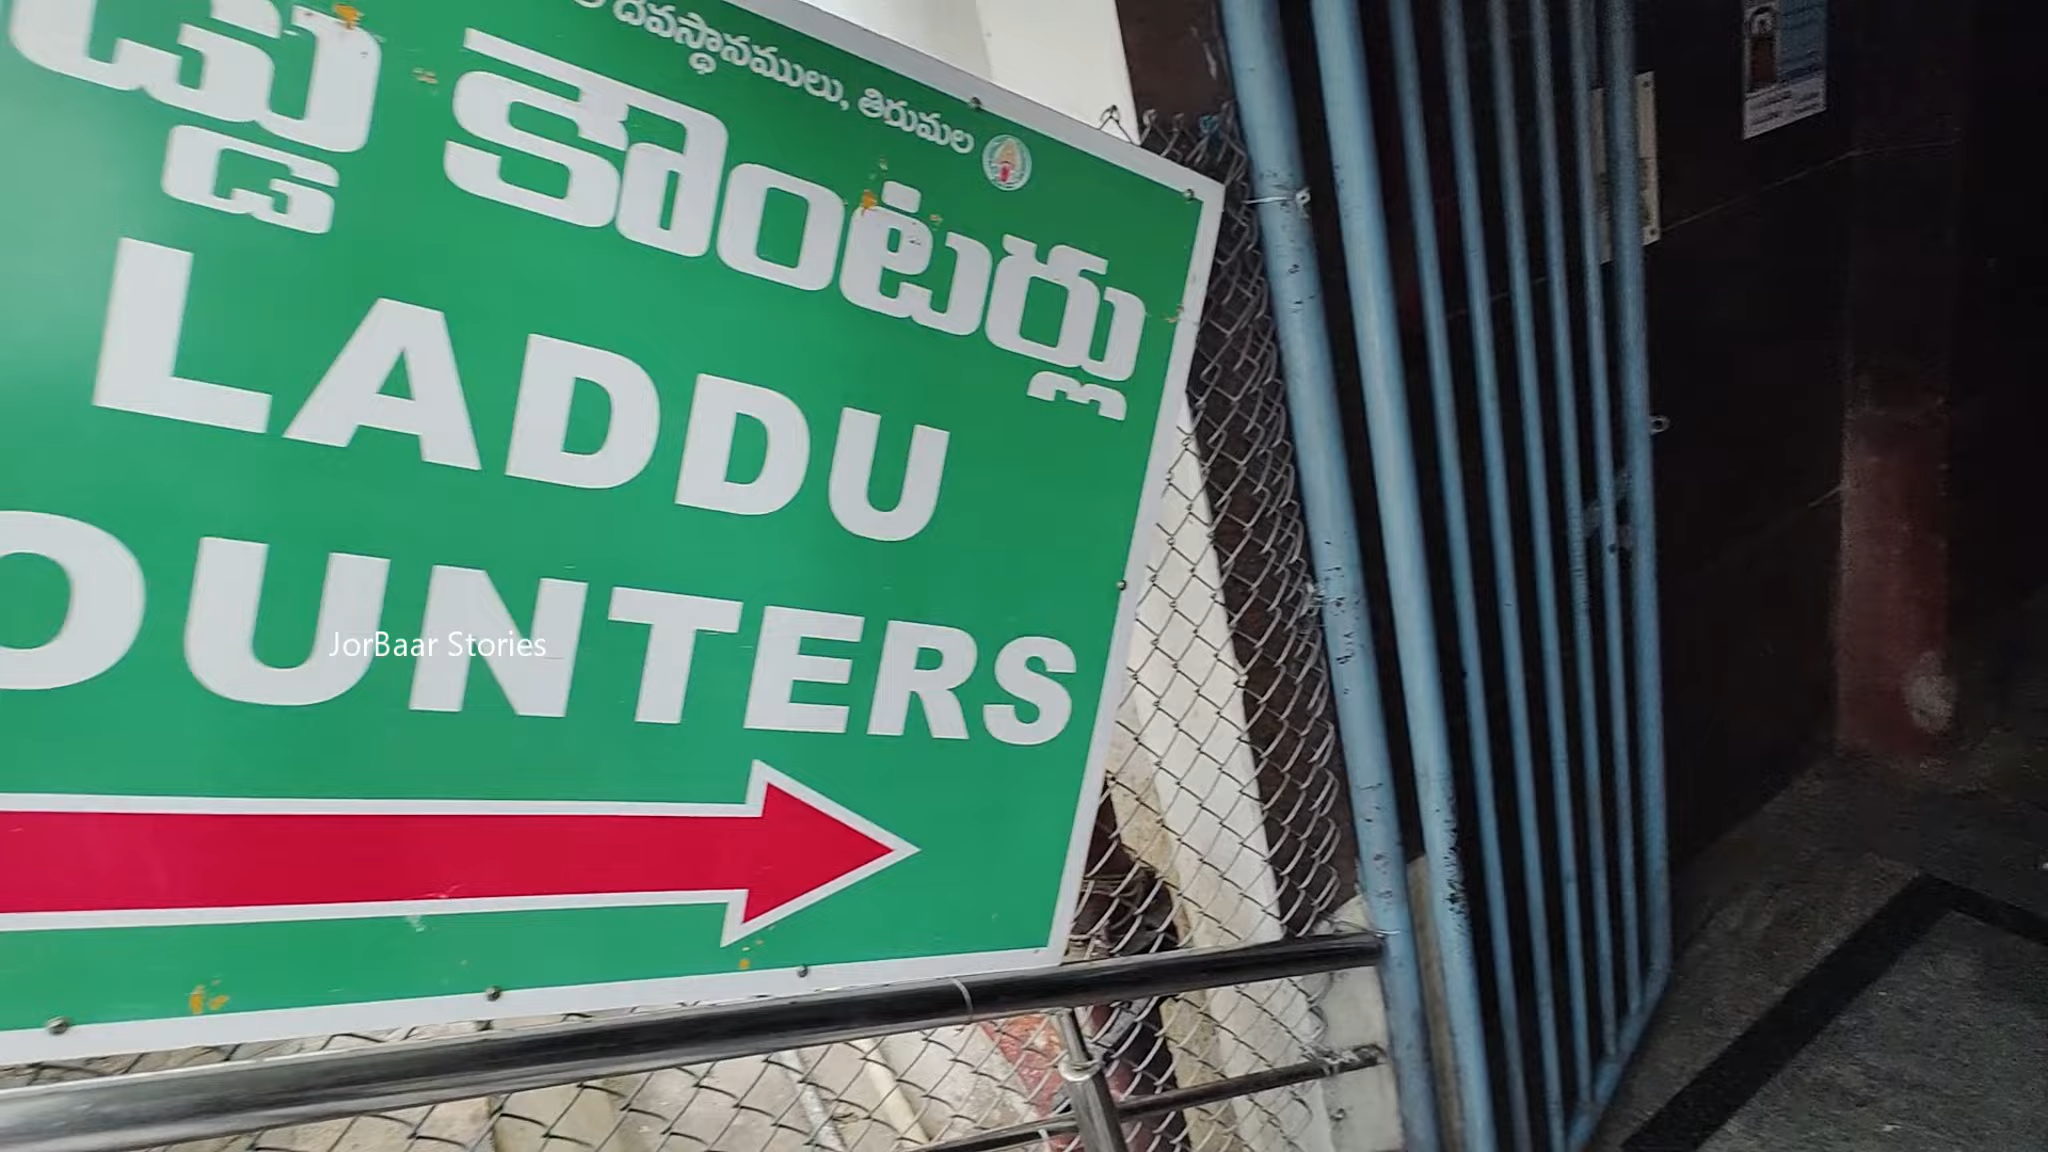 దేవస్థానములు, తిరుమల
డ్డు కౌంటర్లు
LADDU
OUNTERS
JorBaar Stories